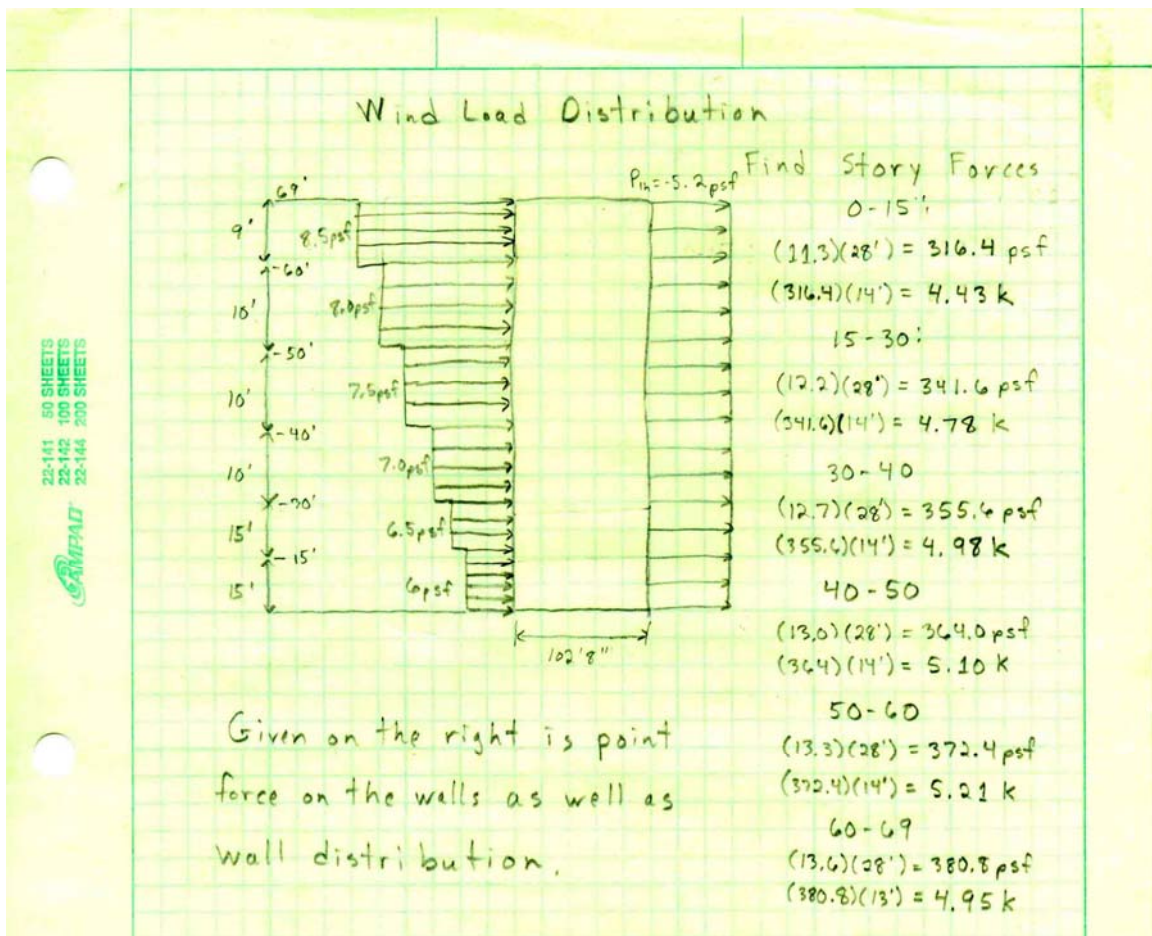 Wind Load Distribution
69'
9'
8.5psf
-60'
10'
8.0psf
-50'
10'
7.5psf
-40'
10'
7.0psf
-30'
15'
6.5psf
-15'
15'
6psf
102'8"
Pih=-5.2psf
Find Story Forces
0-15':
(11.3)(28') = 316.4 psf
(316.4)(14') = 4.43 k
15-30:
(12.2)(28') = 341.6 psf
(341.6)(14') = 4.78 k
30-40
(12.7)(28') = 355.6 psf
(355.6)(14') = 4.98 k
40-50
(13.0)(28') = 364.0 psf
(364)(14') = 5.10 k
50-60
(13.3)(28') = 372.4 psf
(372.4)(14') = 5.21 k
60-69
(13.6)(28') = 380.8 psf
(380.8)(13') = 4.95 k
Given on the right is point
force on the walls as well as
wall distribution.
22-141 50 SHEETS
22-142 100 SHEETS
22-144 200 SHEETS
AMPAD